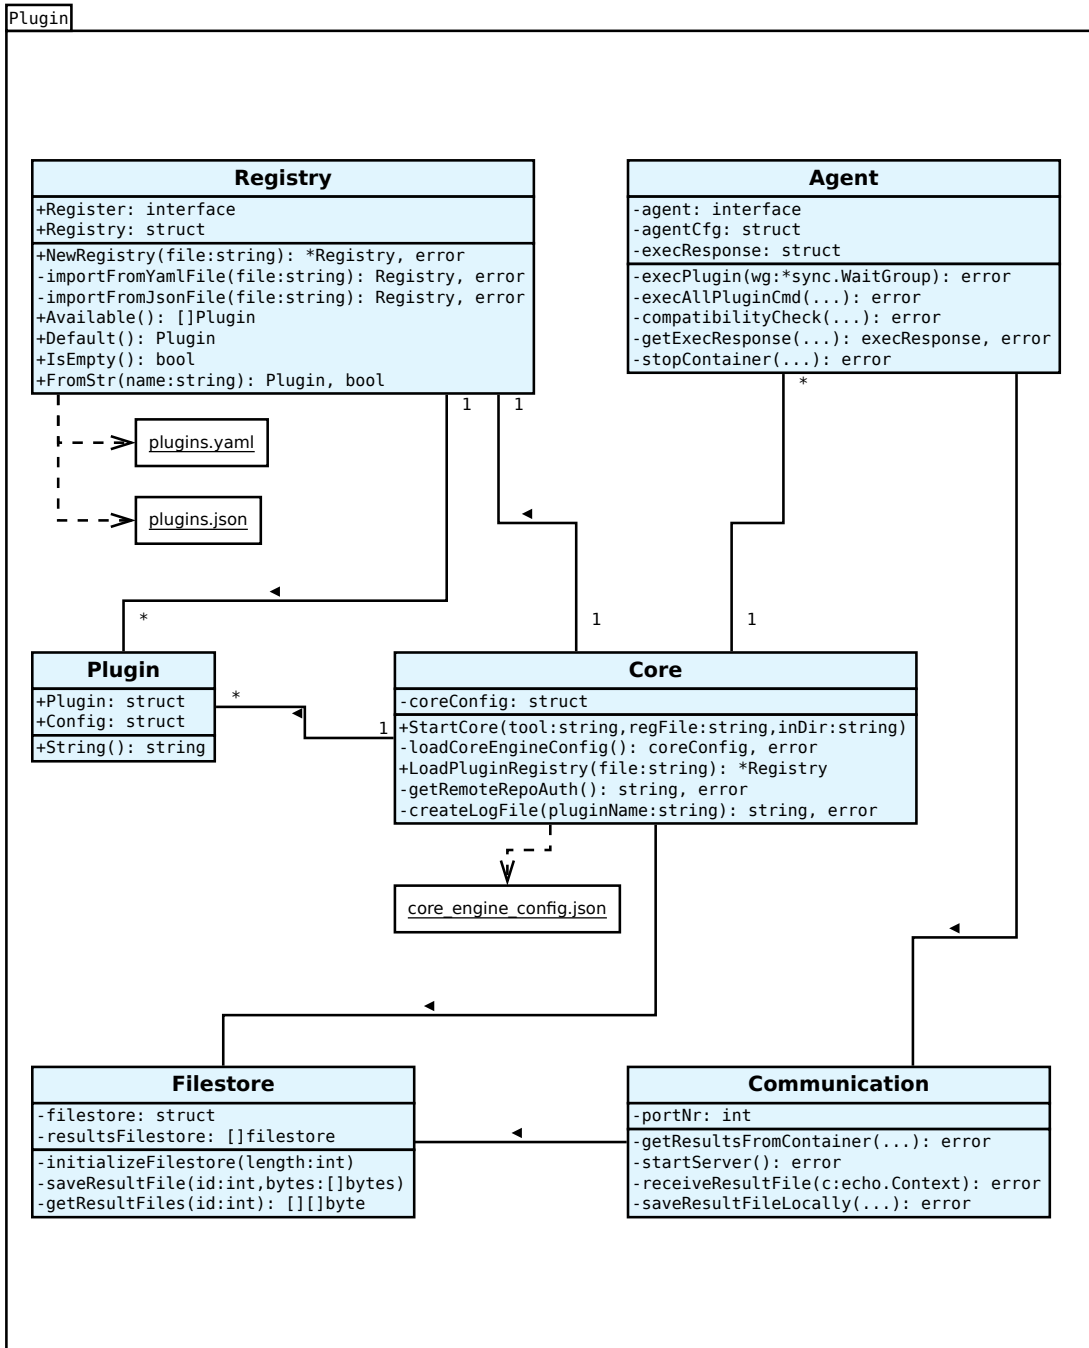 Plugin
Registry
+Register: interface
+Registry: struct
+NewRegistry(file:string): *Registry, error
-importFromYamlFile(file:string): Registry, error
-importFromJsonFile(file:string): Registry, error
+Available(): []Plugin
+Default(): Plugin
+IsEmpty(): bool
+FromStr(name:string): Plugin, bool
Agent
-agent: interface
-agentCfg: struct
-execResponse: struct
-execPlugin(wg:*sync.WaitGroup): error
-execAllPluginCmd(...): error
-compatibilityCheck(...): error
-getExecResponse(...): execResponse, error
-stopContainer(...): error
1
1
*
plugins.yaml
plugins.json
*
1
1
Plugin
+Plugin: struct
+Config: struct
+String(): string
*
1
Core
-coreConfig: struct
+StartCore(tool:string,regFile:string,inDir:string)
-loadCoreEngineConfig(): coreConfig, error
+LoadPluginRegistry(file:string): *Registry
-getRemoteRepoAuth(): string, error
-createLogFile(pluginName:string): string, error
core_engine_config.json
Filestore
-filestore: struct
-resultsFilestore: []filestore
-initializeFilestore(length:int)
-saveResultFile(id:int,bytes:[]bytes)
-getResultFiles(id:int): [][]byte
Communication
-portNr: int
-getResultsFromContainer(...): error
-startServer(): error
-receiveResultFile(c:echo.Context): error
-saveResultFileLocally(...): error